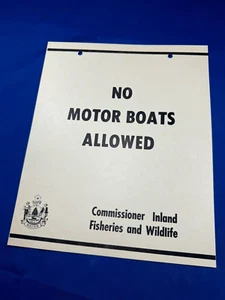 NO
MOTOR BOATS
ALLOWED
Commissioner Inland
Fisheries and Wildlife